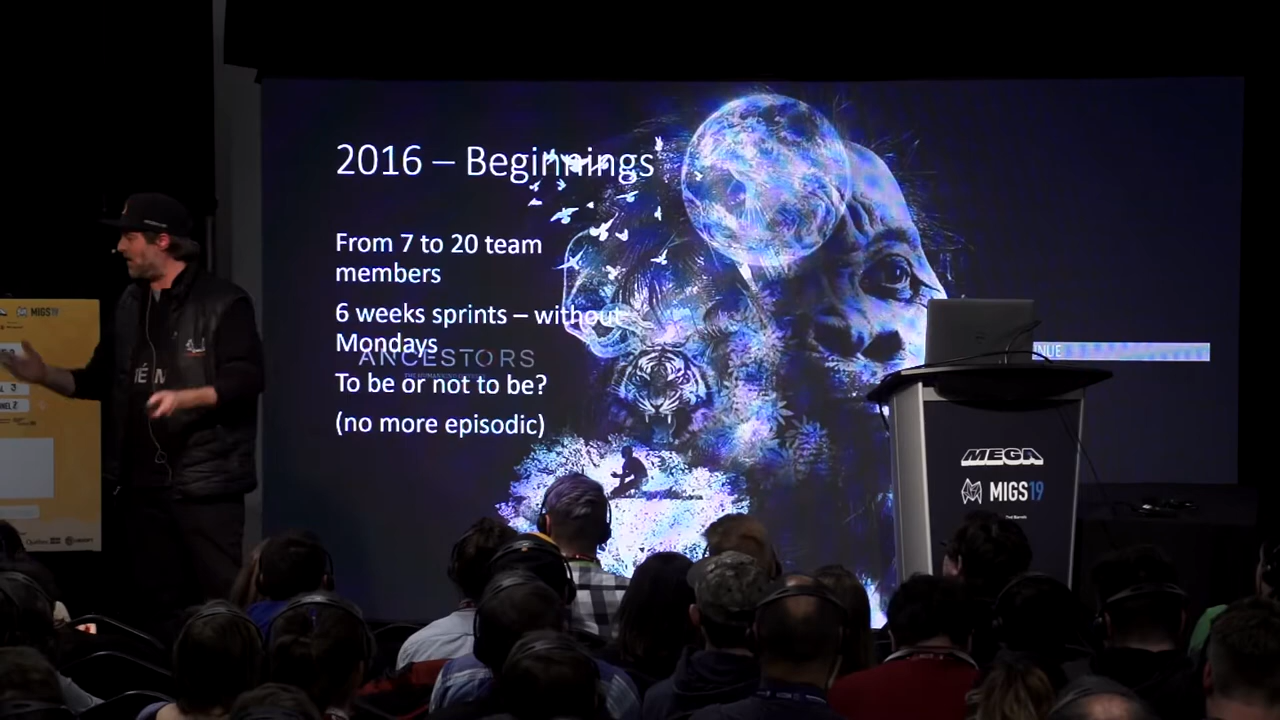 2016 – Beginnings
From 7 to 20 team
members
6 weeks sprints – without
Mondays
ANCESTORS
To be or not to be?
(no more episodic)
NUE
MIGS19
MEGA
MIGS19